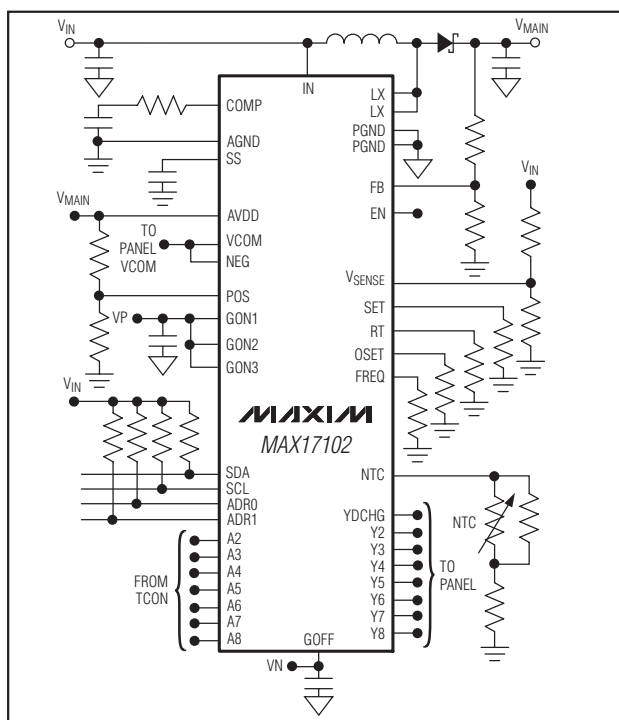 VIN
VMAIN
IN
COMP
AGND
SS
VMAIN
AVDD
TO
PANEL
VCOM
VCOM
NEG
POS
VP
GON1
GON2
GON3
VIN
SDA
SCL
ADR0
ADR1
FROM
TCON
A2
A3
A4
A5
A6
A7
A8
VN
GOFF
MAXIM
MAX17102
LX
LX
PGND
PGND
FB
EN
VIN
VSENSE
SET
RT
OSET
FREQ
NTC
NTC
YDCHG
Y2
Y3
Y4
Y5
Y6
Y7
Y8
TO
PANEL